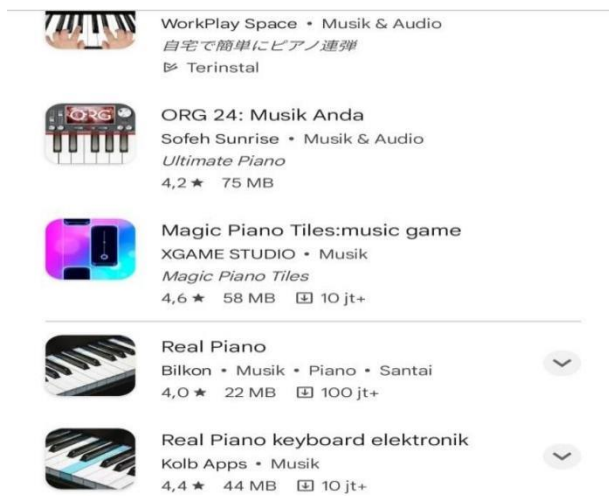 WorkPlay Space • Musik & Audio
自宅で簡単にピアノ連弾
Terinstal
ORG
ORG 24: Musik Anda
Sofeh Sunrise • Musik & Audio
Ultimate Piano
4,2 ★ 75 MB
Magic Piano Tiles:music game
XGAME STUDIO • Musik
Magic Piano Tiles
4,6 ★ 58 MB 10 jt+
Real Piano
Bilkon • Musik • Piano • Santai
4,0 ★ 22 MB 100 jt+
Real Piano keyboard elektronik
Kolb Apps • Musik
4,4 ★ 44 MB 10 jt+